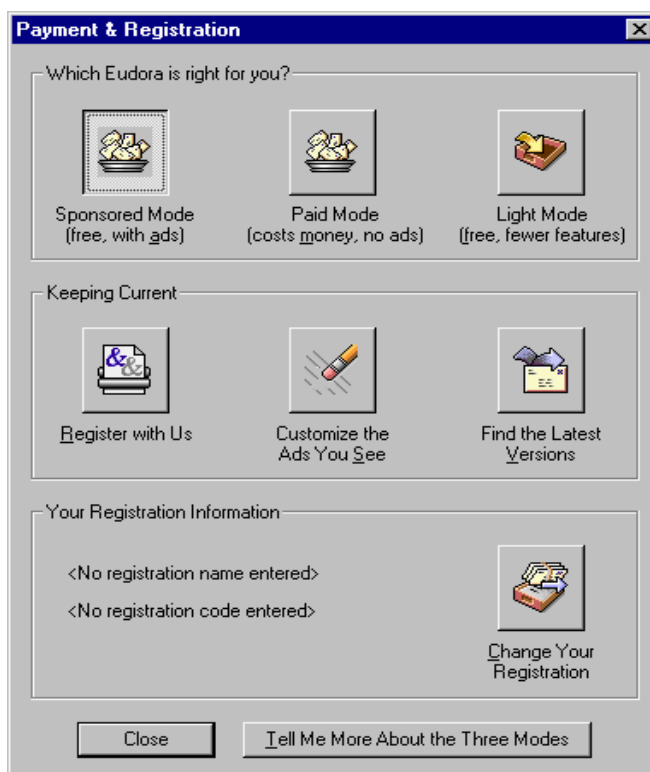 Payment & Registration
Which Eudora is right for you?
Sponsored Mode
(free, with ads)
Paid Mode
(costs money, no ads)
Light Mode
(free, fewer features)
Keeping Current
&&
Register with Us
Customize the
Ads You See
Find the Latest
Versions
Your Registration Information
<No registration name entered>
<No registration code entered>
Change Your
Registration
Close
Tell Me More About the Three Modes